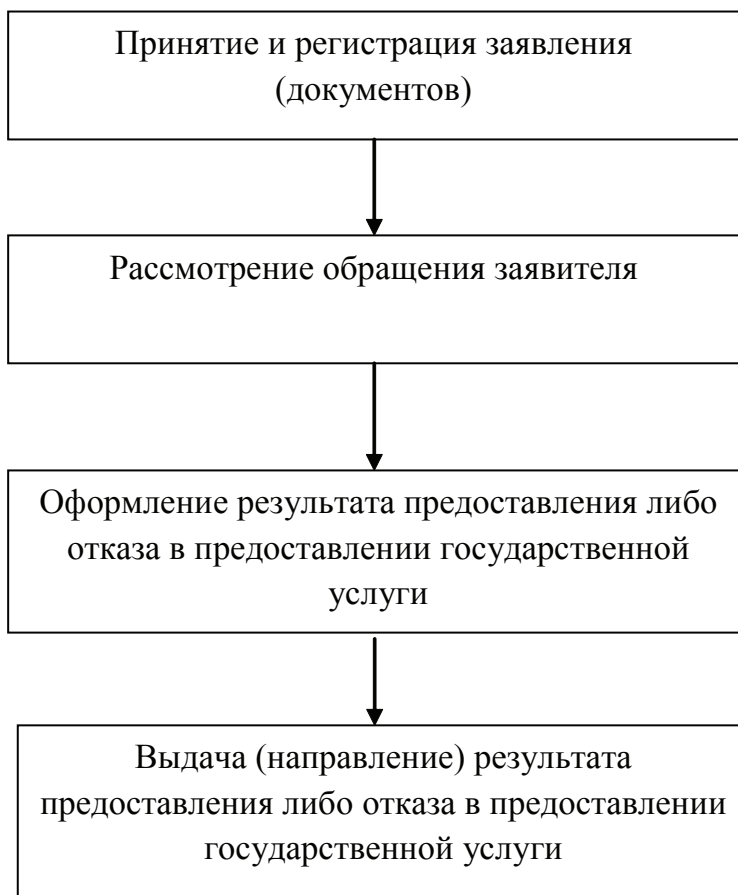 Принятие и регистрация заявления
(документов)
Рассмотрение обращения заявителя
Оформление результата предоставления либо
отказа в предоставлении государственной
услуги
Выдача (направление) результата
предоставления либо отказа в предоставлении
государственной услуги